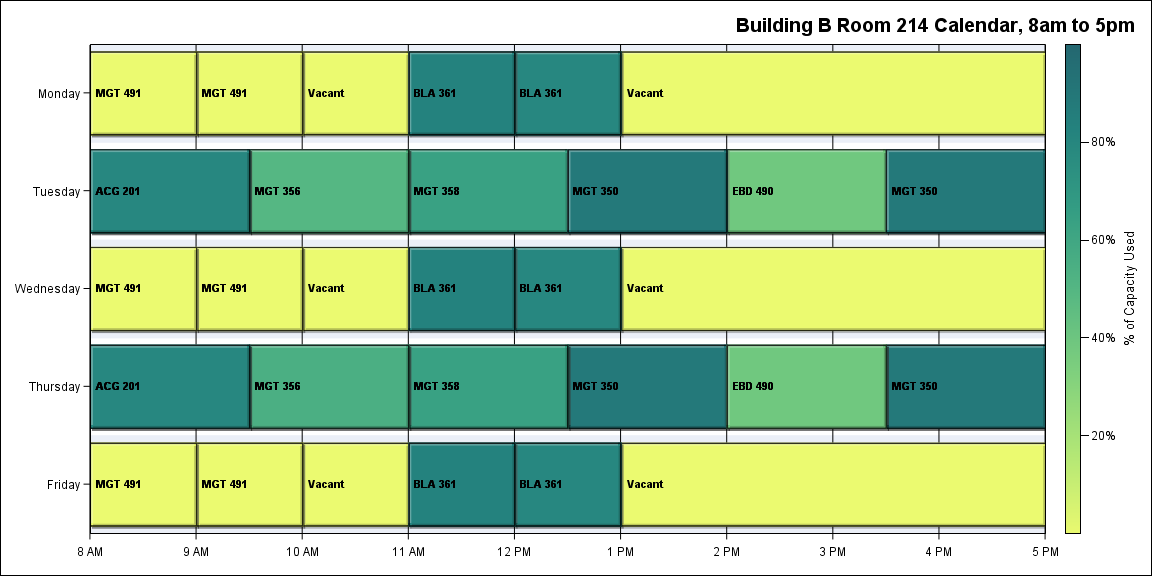 Building B Room 214 Calendar, 8am to 5pm
Monday
MGT 491
MGT 491
Vacant
BLA 361
BLA 361
Vacant
Tuesday
ACG 201
MGT 356
MGT 358
MGT 350
EBD 490
MGT 350
Wednesday
MGT 491
MGT 491
Vacant
BLA 361
BLA 361
Vacant
Thursday
ACG 201
MGT 356
MGT 358
MGT 350
EBD 490
MGT 350
Friday
MGT 491
MGT 491
Vacant
BLA 361
BLA 361
Vacant
8 AM
9 AM
10 AM
11 AM
12 PM
1 PM
2 PM
3 PM
4 PM
5 PM
80%
60%
40%
20%
% of Capacity Used